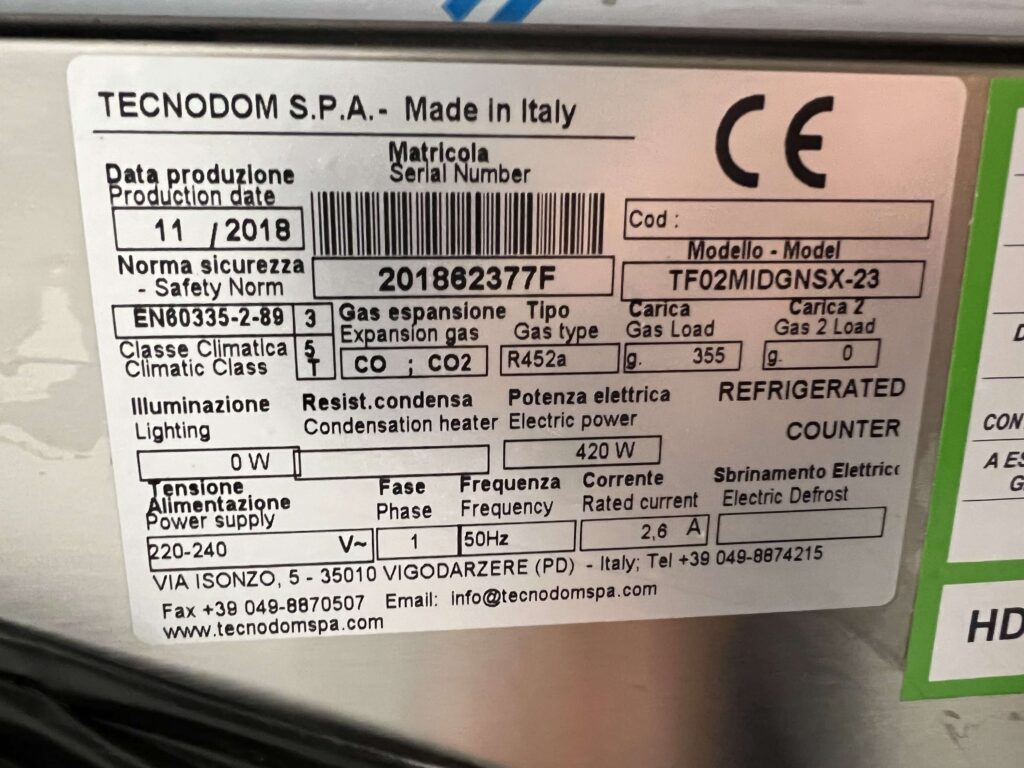 TECNODOM S.P.A.- Made in Italy
CE
Matricola
Serial Number
Data produzione
Production date
11 / 2018
Cod :
Norma sicurezza
- Safety Norm
201862377F
Modello - Model
TF02MIDGNSX-23
EN60335-2-89 3
Gas espansione Tipo Carica Carica 2
Expansion gas Gas type Gas Load Gas 2 Load
Classe Climatica 5
Climatic Class T
CO ; CO2 R452a g. 355 g. 0
Illuminazione Resist.condensa Potenza elettrica REFRIGERATED
Lighting Condensation heater Electric power COUNTER
0 W 420 W
Tensione Fase Frequenza Corrente Sbrinamento Elettrico
Alimentazione Phase Frequency Rated current Electric Defrost
Power supply
220-240 V~ 1 50Hz 2,6 A
VIA ISONZO, 5 - 35010 VIGODARZERE (PD) - Italy; Tel +39 049-8874215
Fax +39 049-8870507 Email: info@tecnodomspa.com
www.tecnodomspa.com
CON
A ES
G
HD